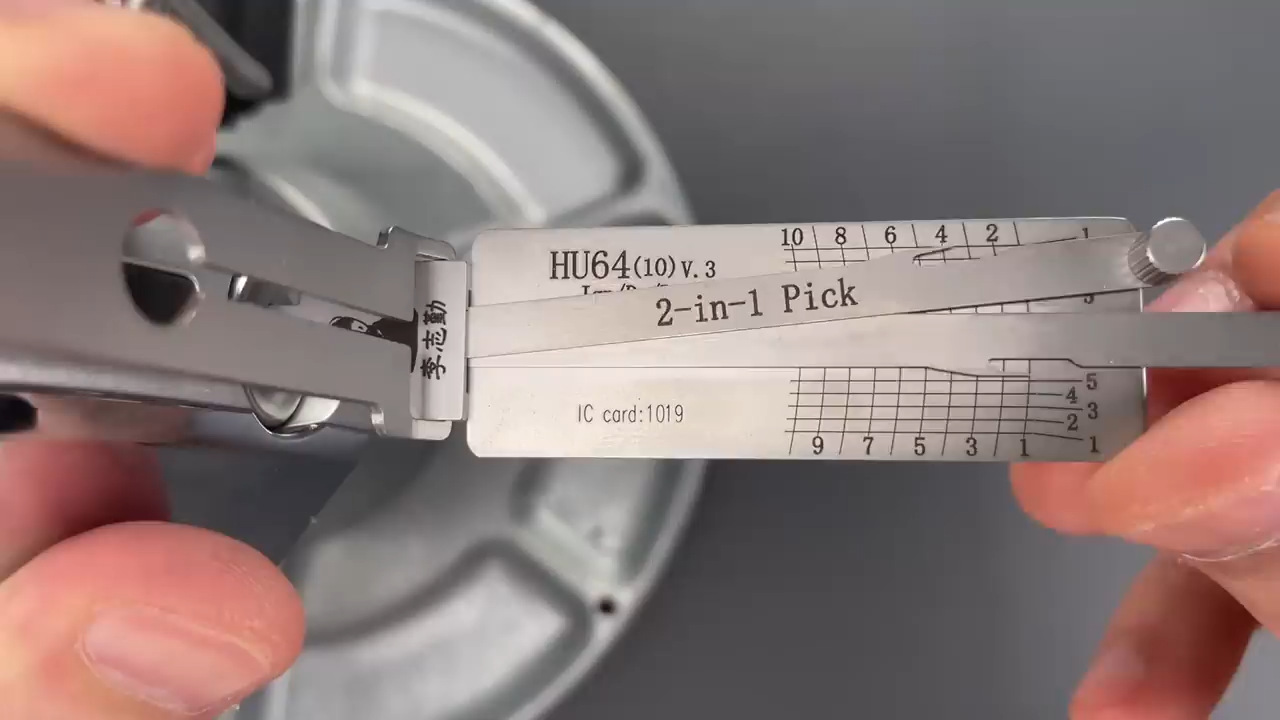 10 8 6 4 2 1
HU64(10) V.3
2-in-1 Pick
李志勤
5
4
3
IC card:1019
2
9 7 5 3 1 1